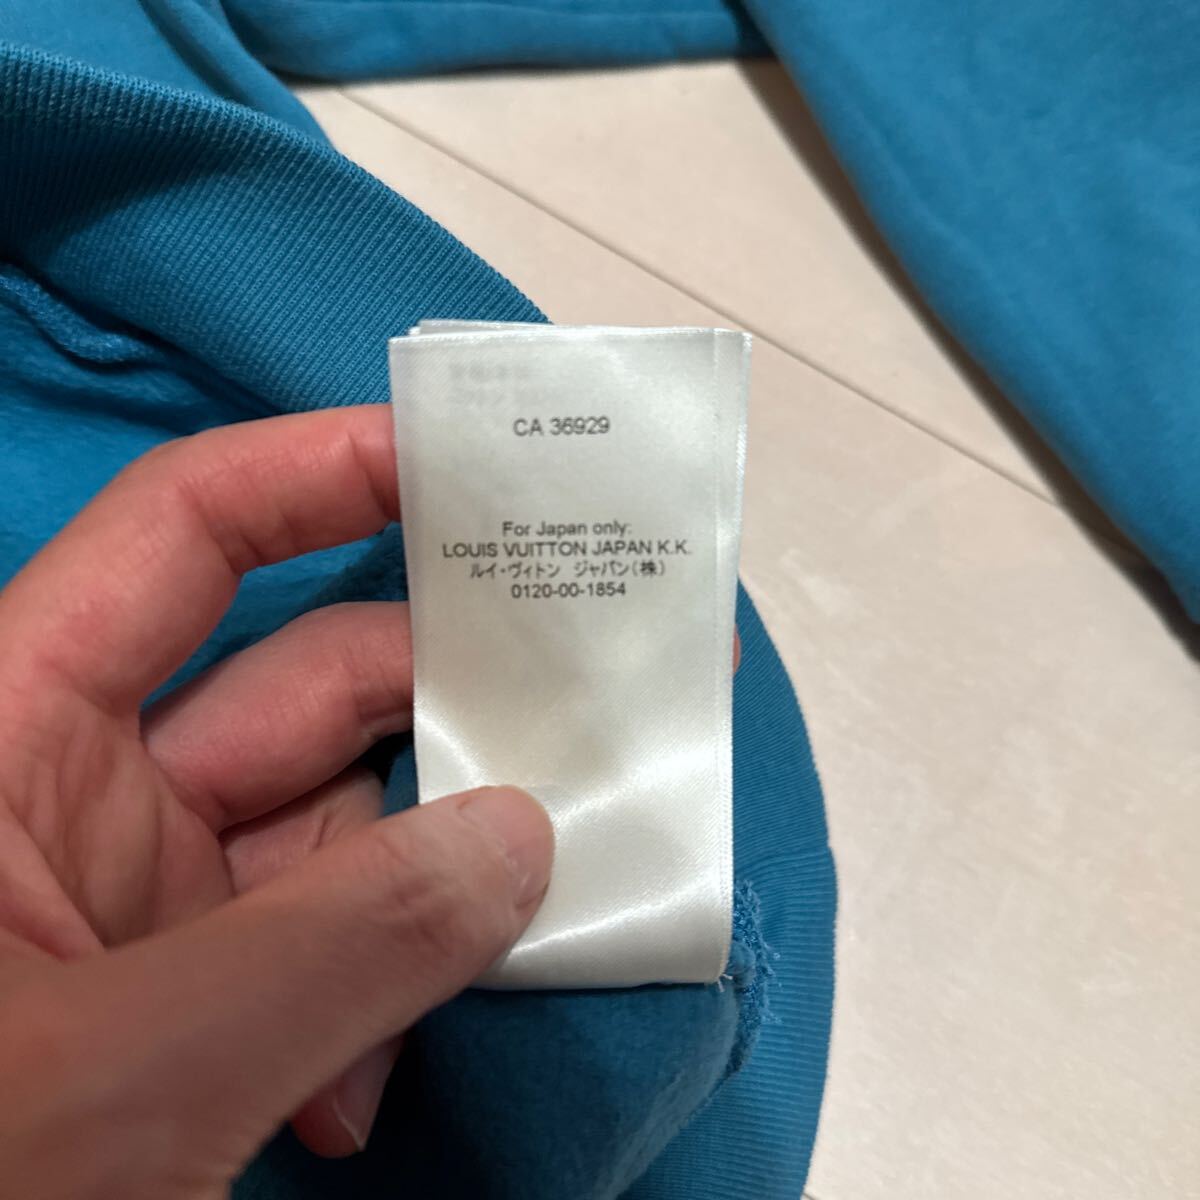 CA 36929
For Japan only:
LOUIS VUITTON JAPAN K.K.
ルイ・ヴィトン ジャパン(株)
0120-00-1854